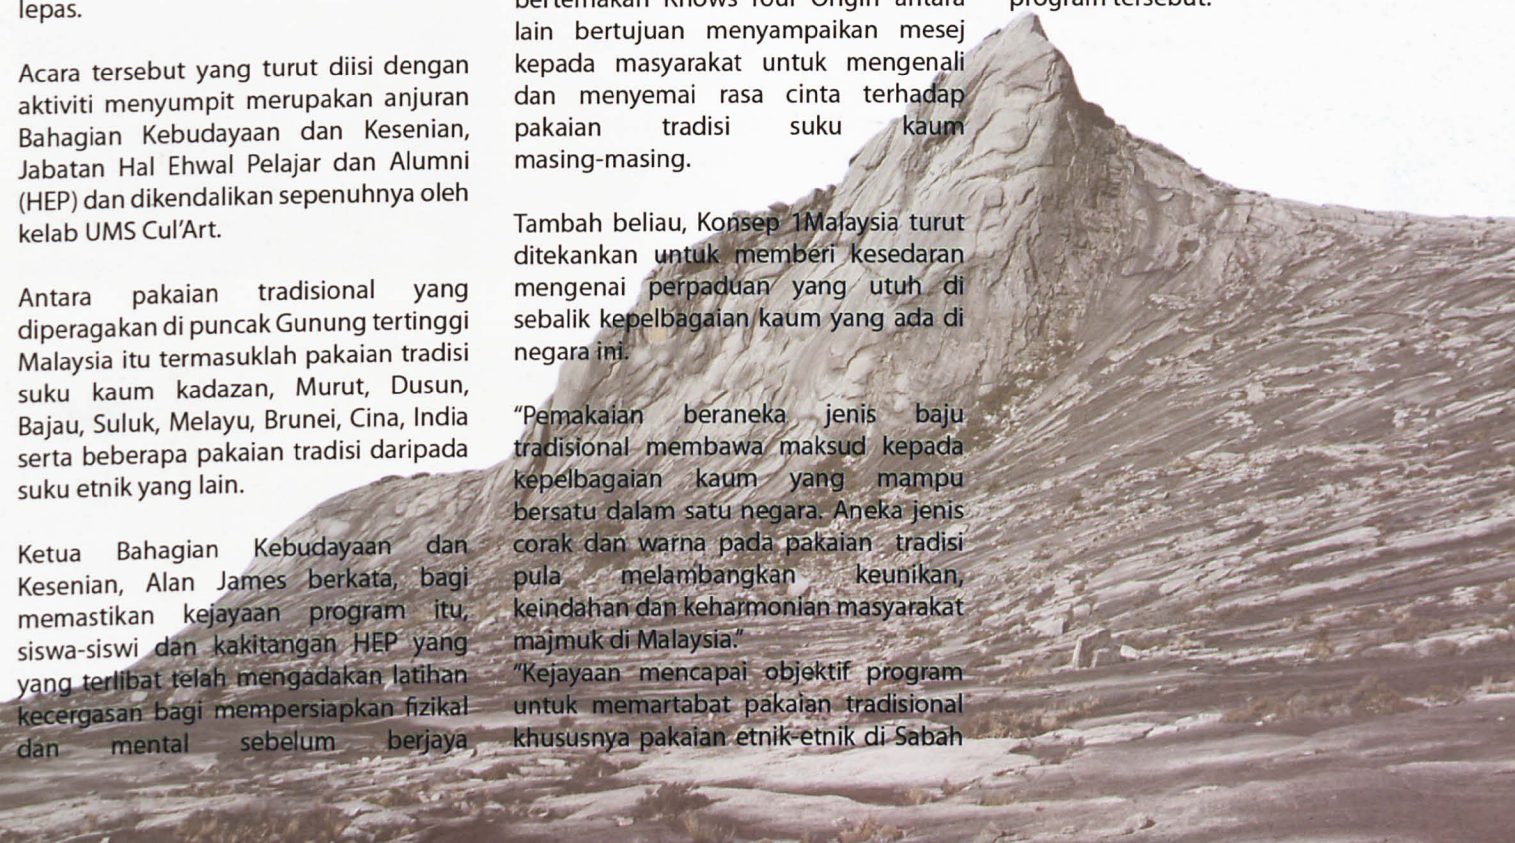 lepas.
Acara tersebut yang turut diisi dengan
aktiviti menyumpit merupakan anjuran
Bahagian Kebudayaan dan Kesenian,
Jabatan Hal Ehwal Pelajar dan Alumni
(HEP) dan dikendalikan sepenuhnya oleh
kelab UMS Cul'Art.
Antara pakaian tradisional yang
diperagakan di puncak Gunung tertinggi
Malaysia itu termasuklah pakaian tradisi
suku kaum kadazan, Murut, Dusun,
Bajau, Suluk, Melayu, Brunei, Cina, India
serta beberapa pakaian tradisi daripada
suku etnik yang lain.
Ketua Bahagian Kebudayaan dan
Kesenian, Alan James berkata, bagi
memastikan kejayaan program itu,
siswa-siswi dan kakitangan HEP yang
yang terlibat telah mengadakan latihan
kecergasan bagi mempersiapkan fizikal
dan mental sebelum berjaya
bertemakan Knows Your Origin antara
lain bertujuan menyampaikan mesej
kepada masyarakat untuk mengenali
dan menyemai rasa cinta terhadap
pakaian tradisi suku kaum
masing-masing.
Tambah beliau, Konsep 1Malaysia turut
ditekankan untuk memberi kesedaran
mengenai perpaduan yang utuh di
sebalik kepelbagaian kaum yang ada di
negara ini.
“Pemakaian beraneka jenis baju
tradisional membawa maksud kepada
kepelbagaian kaum yang mampu
bersatu dalam satu negara. Aneka jenis
corak dan warna pada pakaian tradisi
pula melambangkan keunikan,
keindahan dan keharmonian masyarakat
majmuk di Malaysia.”
“Kejayaan mencapai objektif program
untuk memartabat pakaian tradisional
khususnya pakaian etnik-etnik di Sabah
program tersebut.